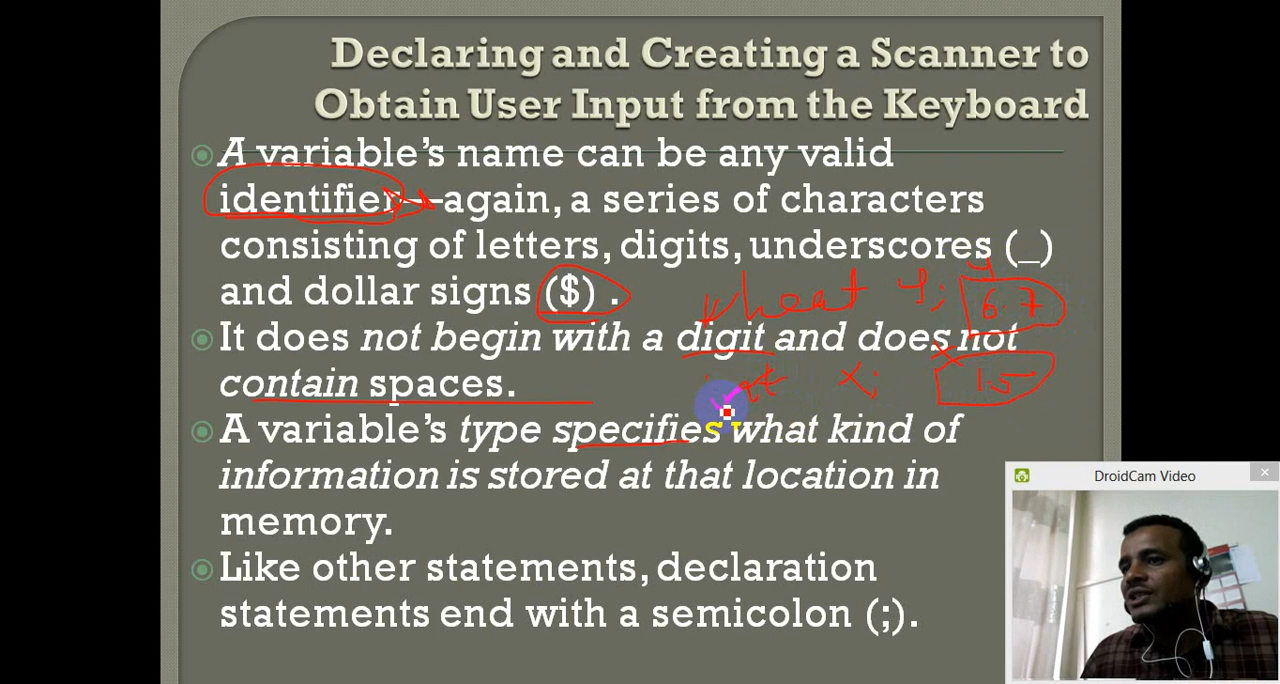 Declaring and Creating a Scanner to
Obtain User Input from the Keyboard
A variable's name can be any valid
identifier—again, a series of characters
consisting of letters, digits, underscores (_)
and dollar signs ($) .
y; y 6.7
It does not begin with a digit and does not
contain spaces.
x; x 15
A variable's type specifies what kind of
information is stored at that location in
memory.
Like other statements, declaration
statements end with a semicolon (;).
DroidCam Video